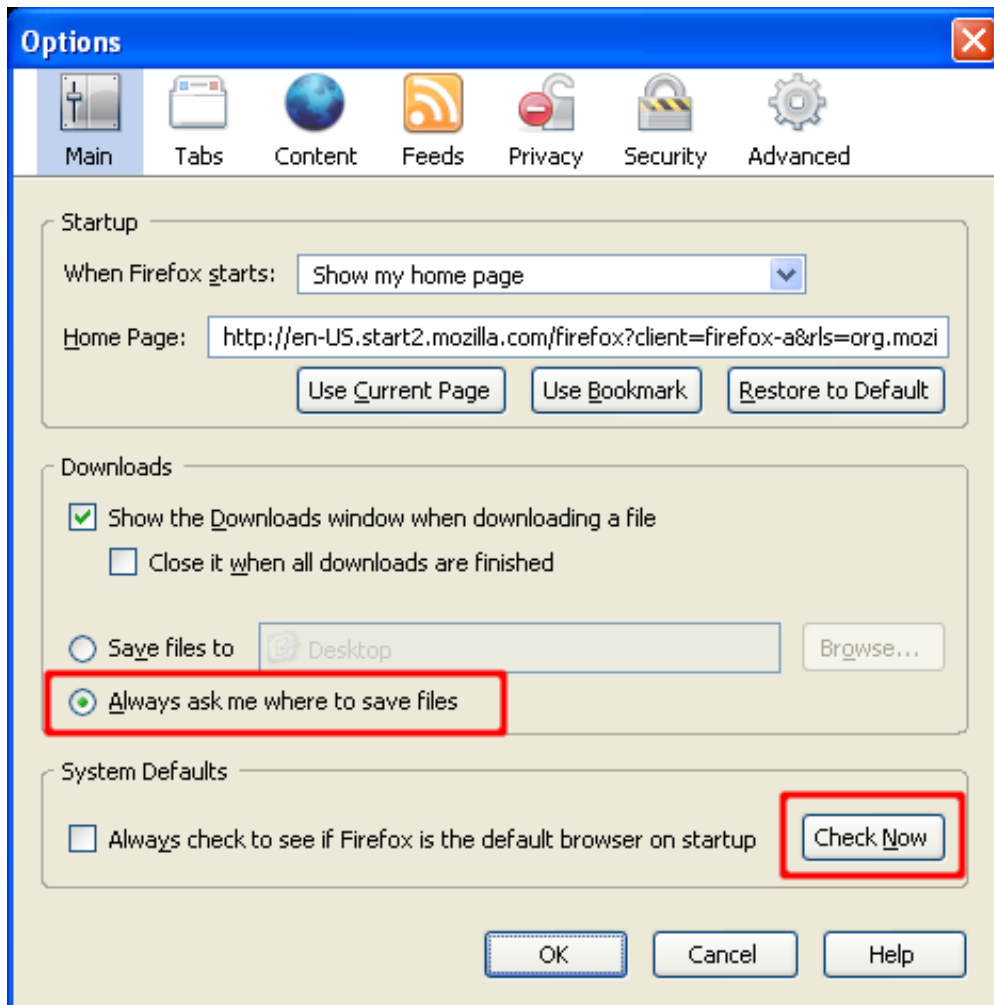 Options
Main Tabs Content Feeds Privacy Security Advanced
Startup
When Firefox starts: Show my home page
Home Page: http://en-US.start2.mozilla.com/firefox?client=firefox-a&rls=org.mozi
Use Current Page Use Bookmark Restore to Default
Downloads
Show the Downloads window when downloading a file
Close it when all downloads are finished
Save files to Desktop Browse...
Always ask me where to save files
System Defaults
Always check to see if Firefox is the default browser on startup Check Now
OK Cancel Help